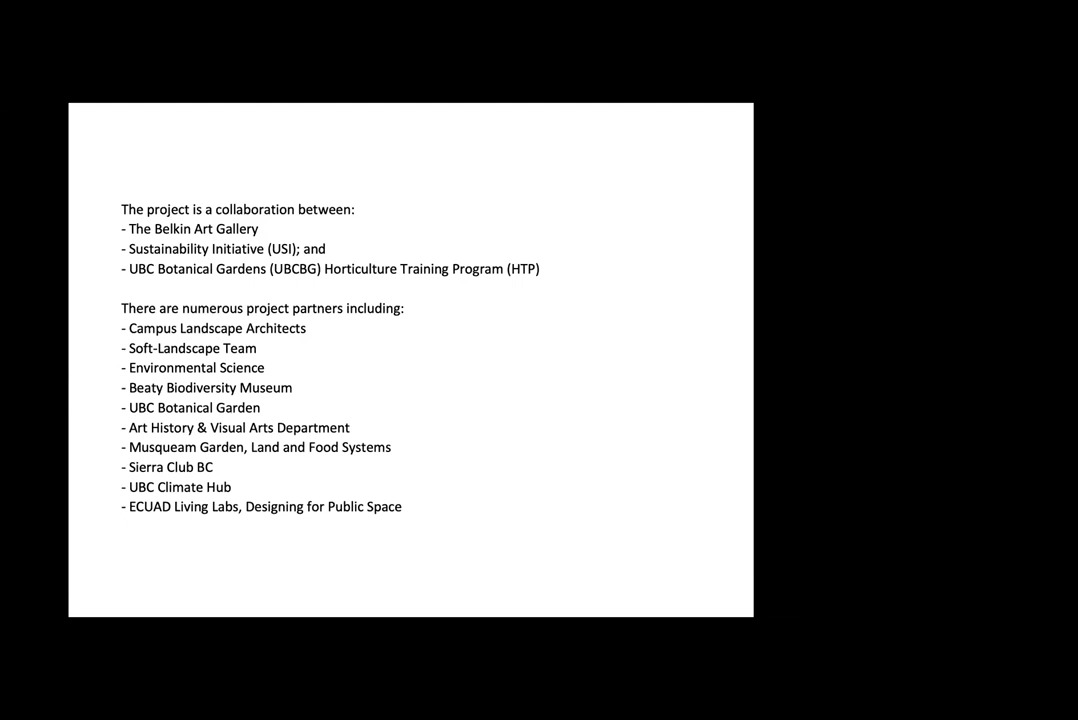 The project is a collaboration between:
- The Belkin Art Gallery
- Sustainability Initiative (USI); and
- UBC Botanical Gardens (UBCBG) Horticulture Training Program (HTP)
There are numerous project partners including:
- Campus Landscape Architects
- Soft-Landscape Team
- Environmental Science
- Beaty Biodiversity Museum
- UBC Botanical Garden
- Art History & Visual Arts Department
- Musqueam Garden, Land and Food Systems
- Sierra Club BC
- UBC Climate Hub
- ECUAD Living Labs, Designing for Public Space